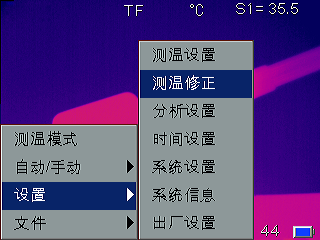 TF °C S1= 35.5
测温设置
测温修正
分析设置
测温模式
时间设置
自动/手动
系统设置
设置
系统信息
文件
出厂设置
44